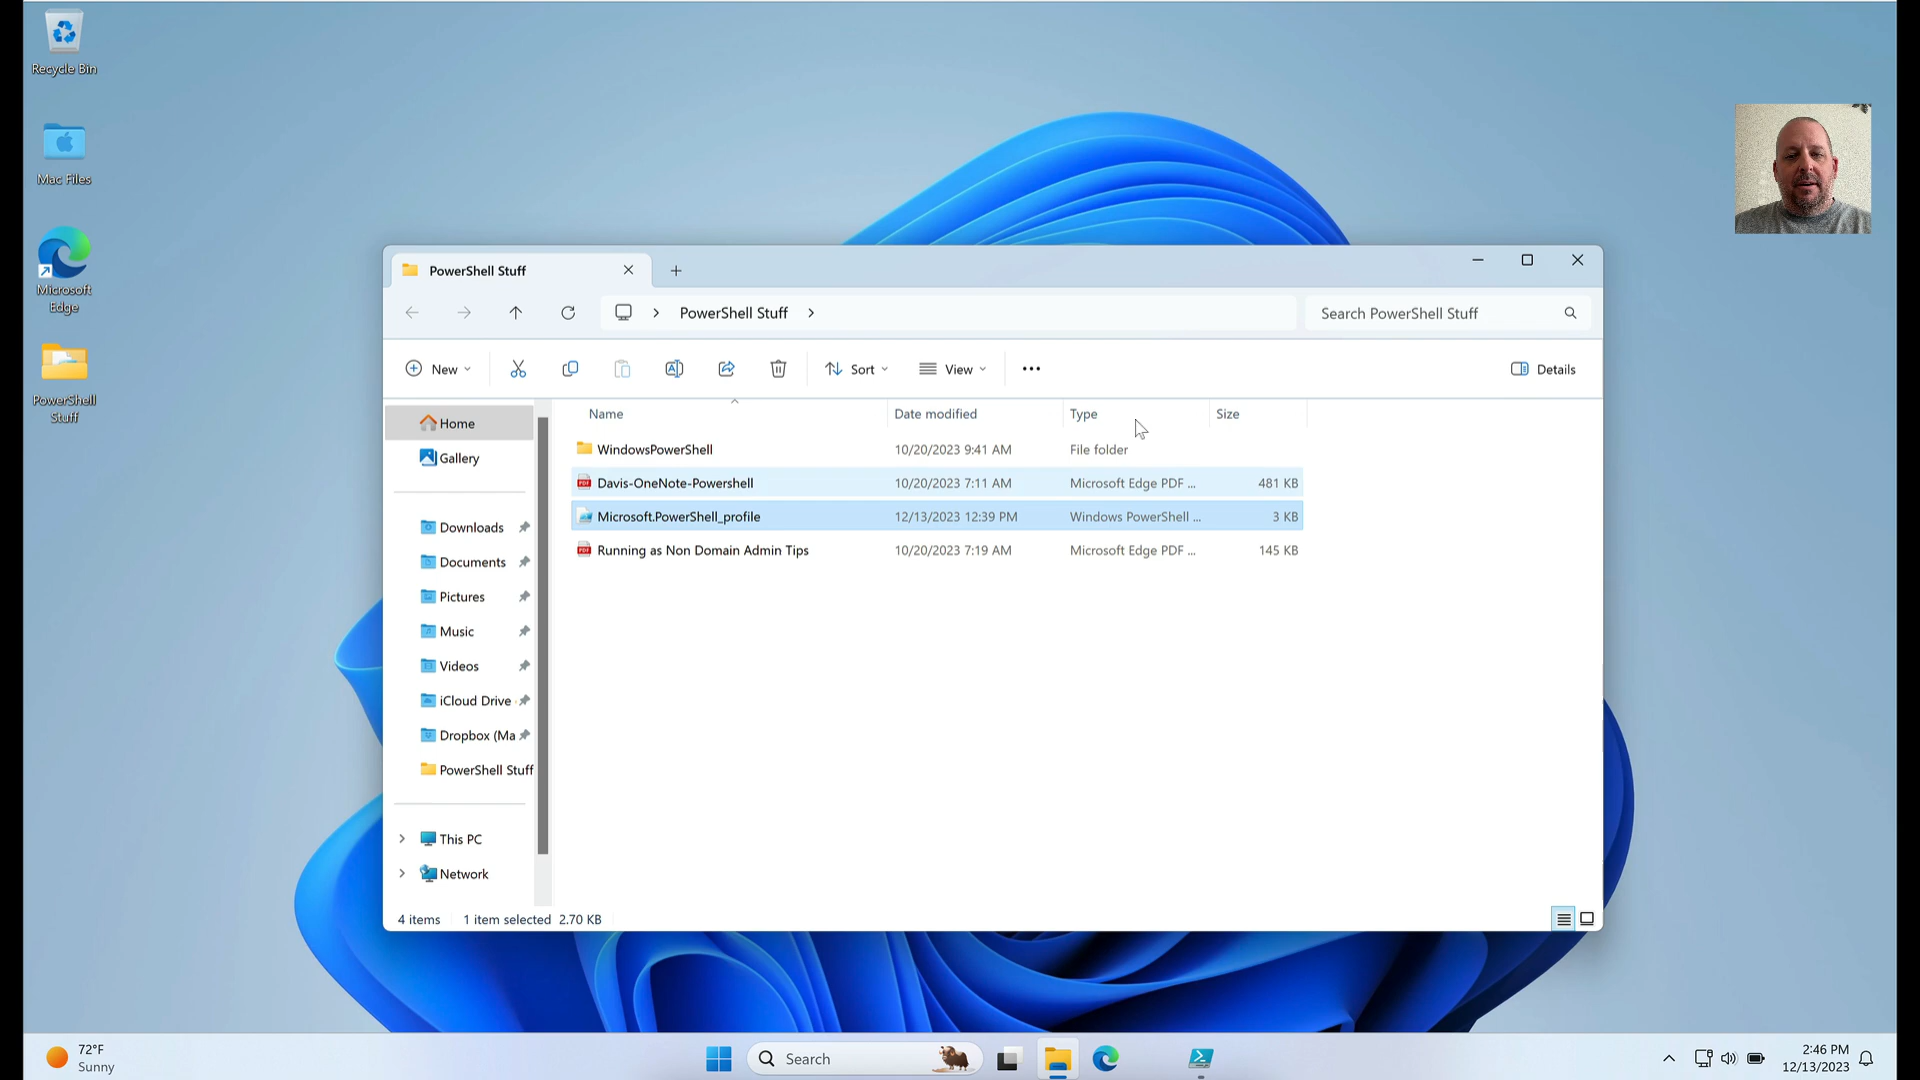 Recycle Bin
Mac Files
Microsoft
Edge
PowerShell
Stuff
PowerShell Stuff
PowerShell Stuff
Search PowerShell Stuff
New
Sort
View
Details
Name Date modified Type Size
WindowsPowerShell 10/20/2023 9:41 AM File folder
Davis-OneNote-Powershell 10/20/2023 7:11 AM Microsoft Edge PDF ... 481 KB
Microsoft.PowerShell_profile 12/13/2023 12:39 PM Windows PowerShell ... 3 KB
Running as Non Domain Admin Tips 10/20/2023 7:19 AM Microsoft Edge PDF ... 145 KB
Home
Gallery
Downloads
Documents
Pictures
Music
Videos
iCloud Drive
Dropbox (Ma
PowerShell Stuff
This PC
Network
4 items 1 item selected 2.70 KB
72°F
Sunny
Search
2:46 PM
12/13/2023